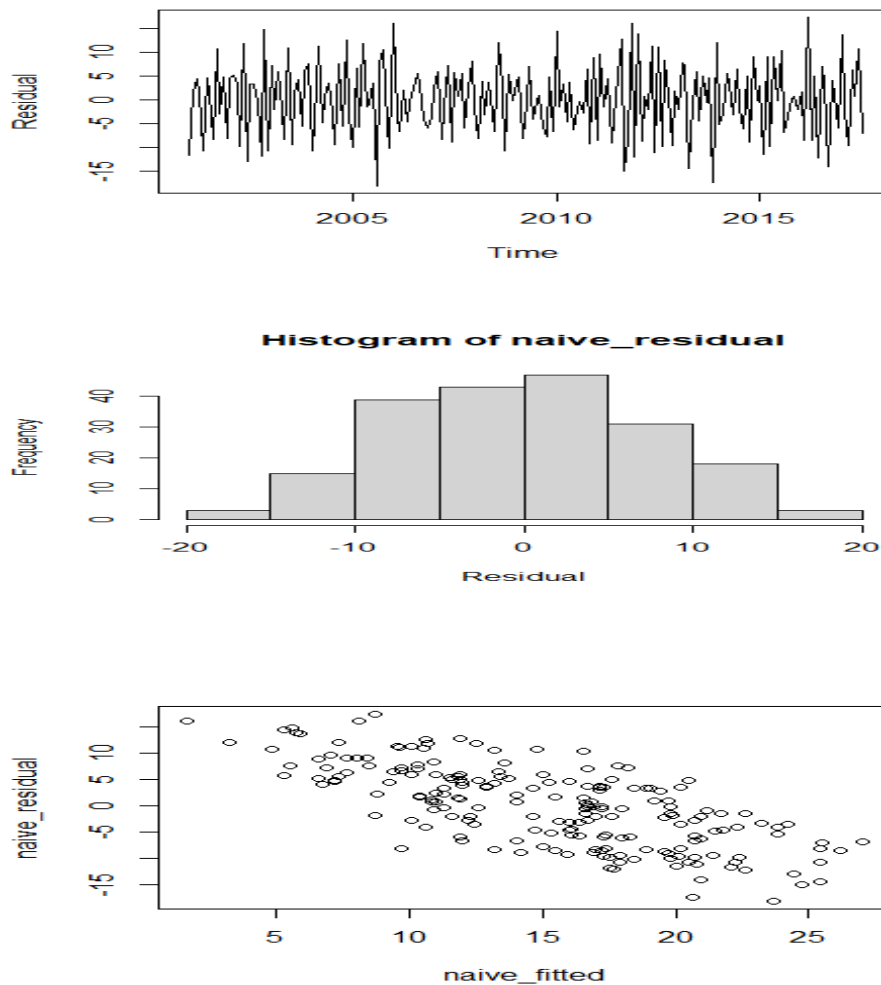 Residual
-15 -5 0 5 10
2005 2010 2015
Time
Histogram of naive_residual
Frequency
0 10 20 30 40
-20 -10 0 10 20
Residual
naive_residual
-15 -5 0 5 10
5 10 15 20 25
naive_fitted